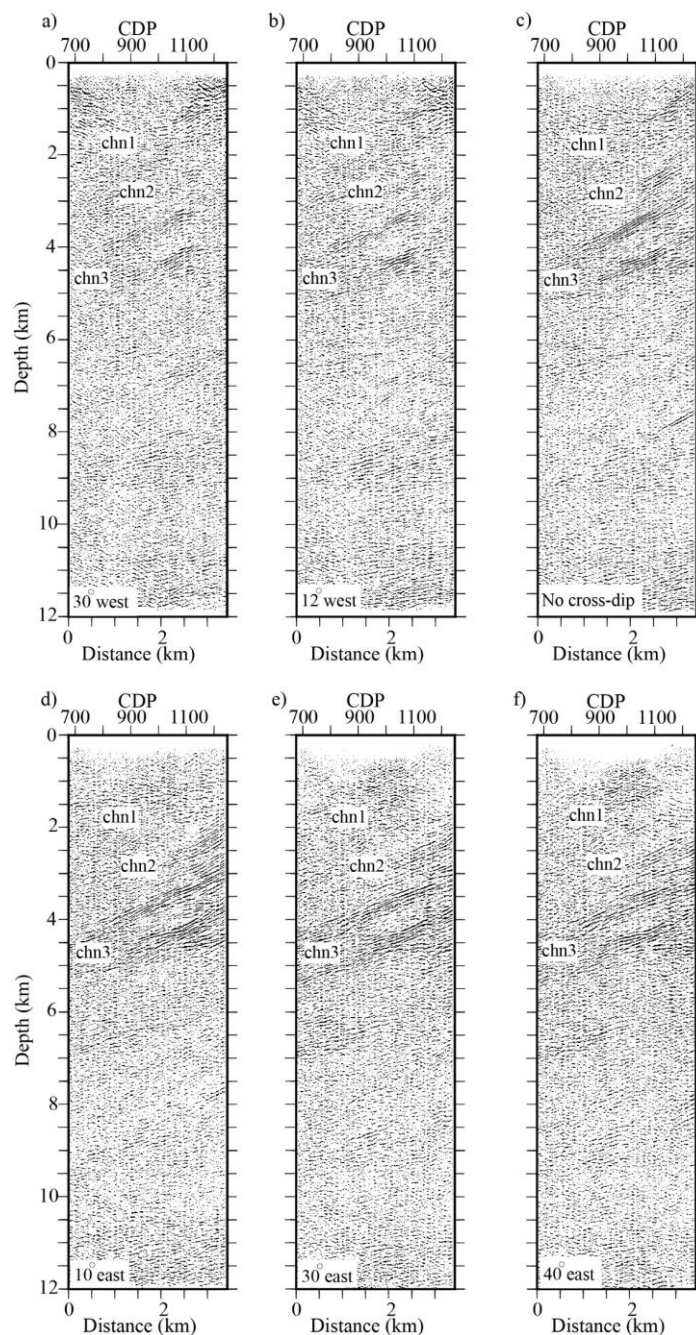 a) CDP
700 900 1100
b) CDP
700 900 1100
c) CDP
700 900 1100
0
2
4
6
8
10
12
Depth (km)
chn1
chn2
chn3
30° west
chn1
chn2
chn3
12° west
chn1
chn2
chn3
No cross-dip
0 2
Distance (km)
0 2
Distance (km)
0 2
Distance (km)
d) CDP
700 900 1100
e) CDP
700 900 1100
f) CDP
700 900 1100
0
2
4
6
8
10
12
Depth (km)
chn1
chn2
chn3
10° east
chn1
chn2
chn3
30° east
chn1
chn2
chn3
40° east
0 2
Distance (km)
0 2
Distance (km)
0 2
Distance (km)